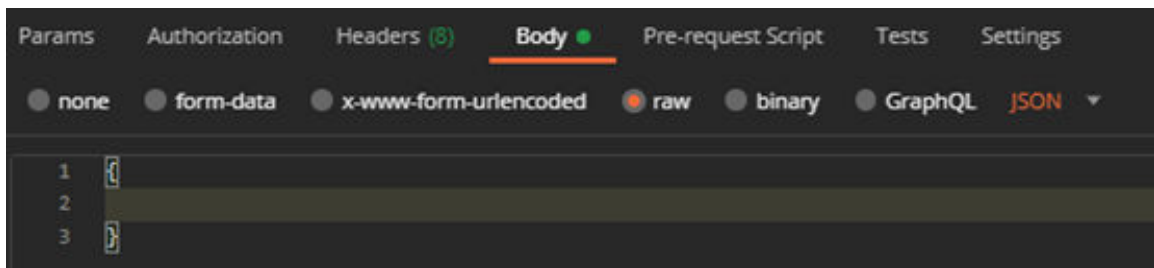 Params Authorization Headers (8) Body Pre-request Script Tests Settings
none form-data x-www-form-urlencoded raw binary GraphQL JSON
1 {
2
3 }